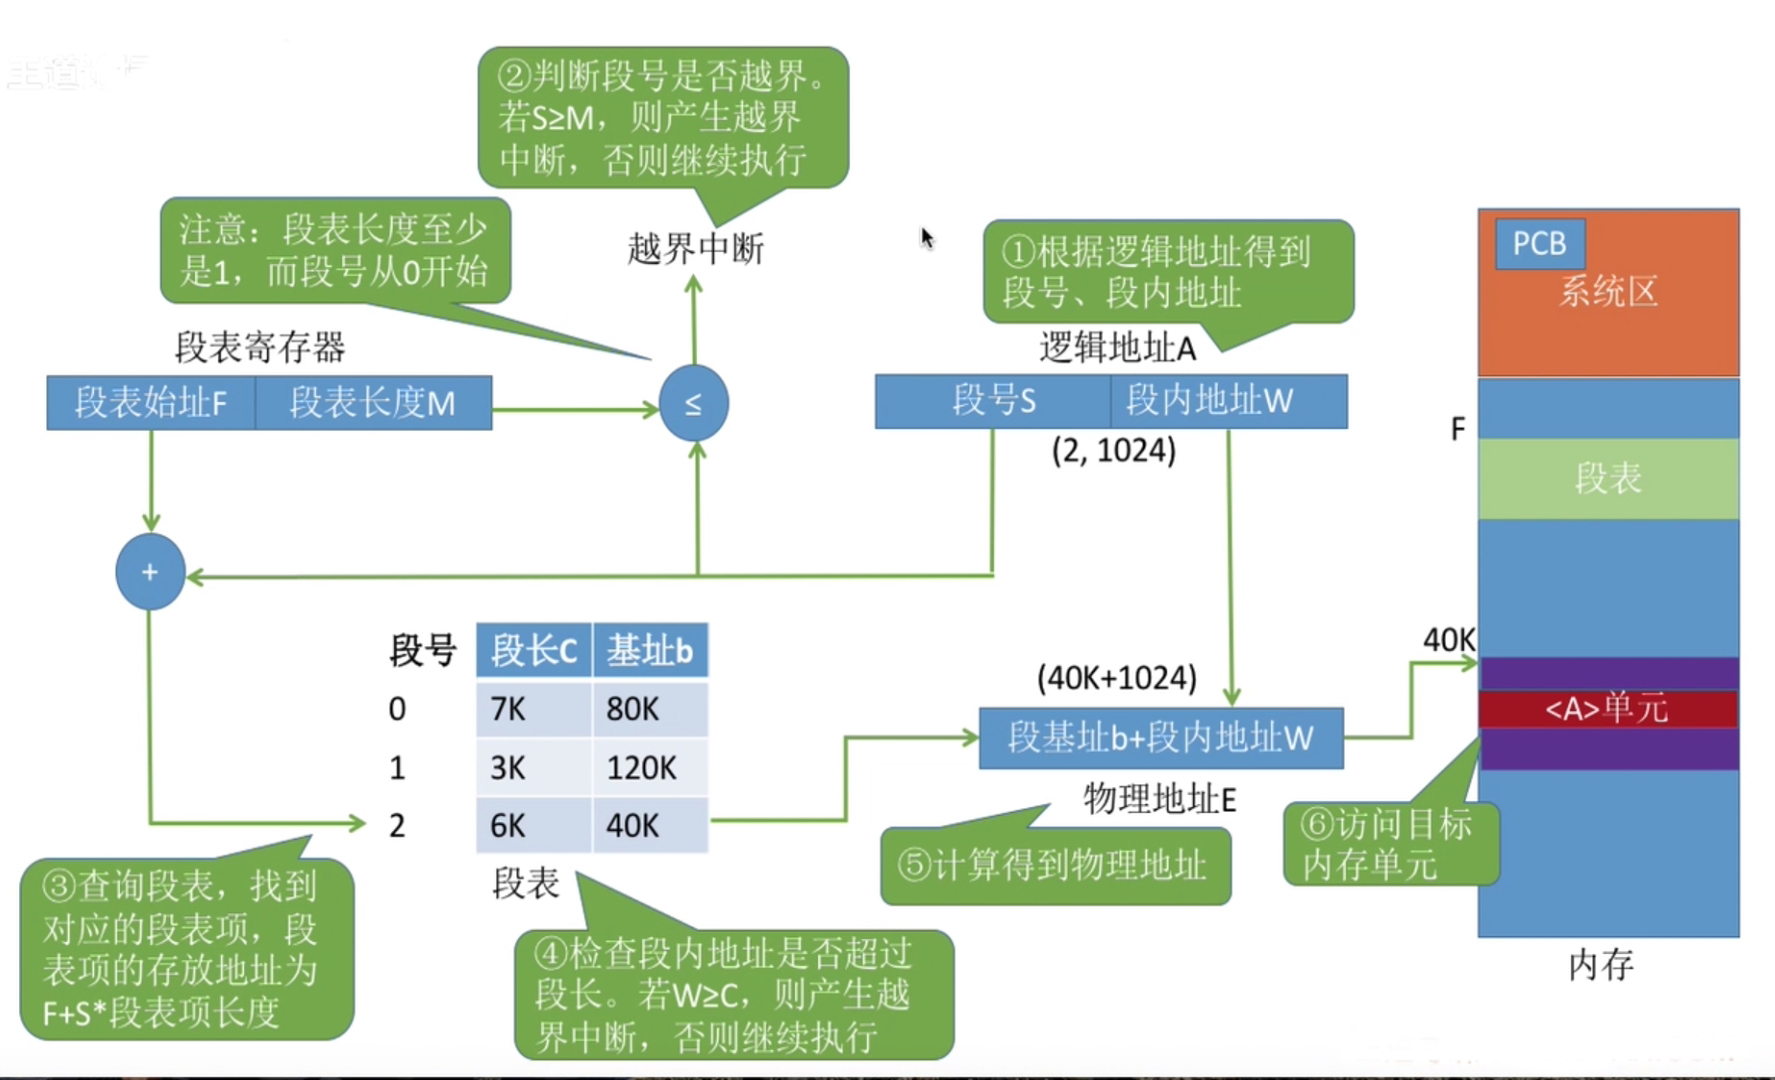 ②判断段号是否越界。
若S≥M，则产生越界
中断，否则继续执行
注意：段表长度至少
是1，而段号从0开始
越界中断
①根据逻辑地址得到
段号、段内地址
PCB
系统区
段表寄存器
逻辑地址A
段表始址F
段表长度M
≤
段号S
段内地址W
(2, 1024)
F
段表
+
40K
段号
段长C
基址b
0
7K
80K
1
3K
120K
2
6K
40K
段表
(40K+1024)
段基址b+段内地址W
物理地址E
<A>单元
⑤计算得到物理地址
⑥访问目标
内存单元
③查询段表，找到
对应的段表项，段
表项的存放地址为
F+S*段表项长度
④检查段内地址是否超过
段长。若W≥C，则产生越
界中断，否则继续执行
内存